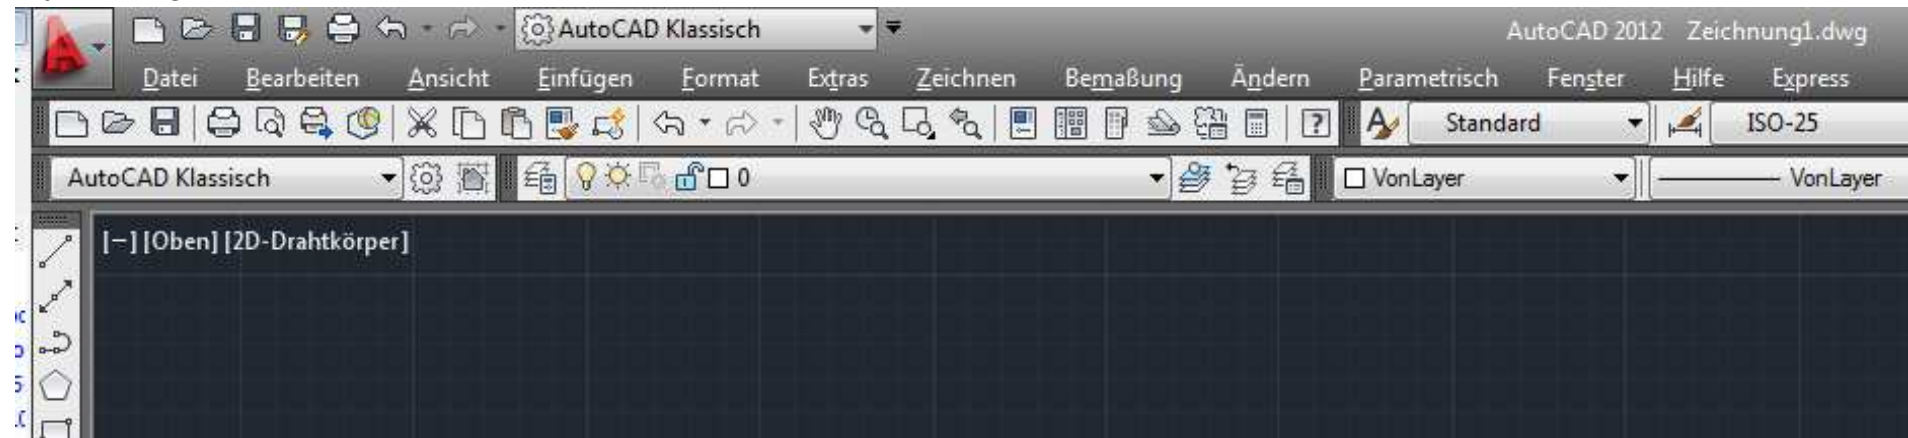 AutoCAD Klassisch AutoCAD 2012 Zeichnung1.dwg
Datei Bearbeiten Ansicht Einfügen Format Extras Zeichnen Bemaßung Ändern Parametrisch Fenster Hilfe Express
Standard ISO-25
AutoCAD Klassisch 0 VonLayer VonLayer
[−] [Oben] [2D-Drahtkörper]